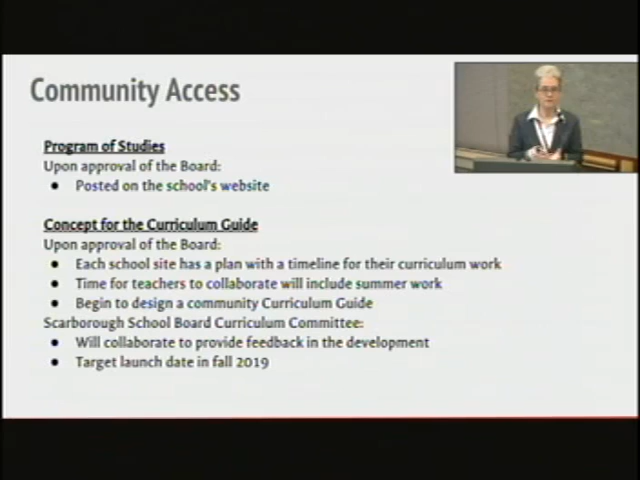 Community Access
Program of Studies
Upon approval of the Board:
● Posted on the school's website
Concept for the Curriculum Guide
Upon approval of the Board:
● Each school site has a plan with a timeline for their curriculum work
● Time for teachers to collaborate will include summer work
● Begin to design a community Curriculum Guide
Scarborough School Board Curriculum Committee:
● Will collaborate to provide feedback in the development
● Target launch date in fall 2019